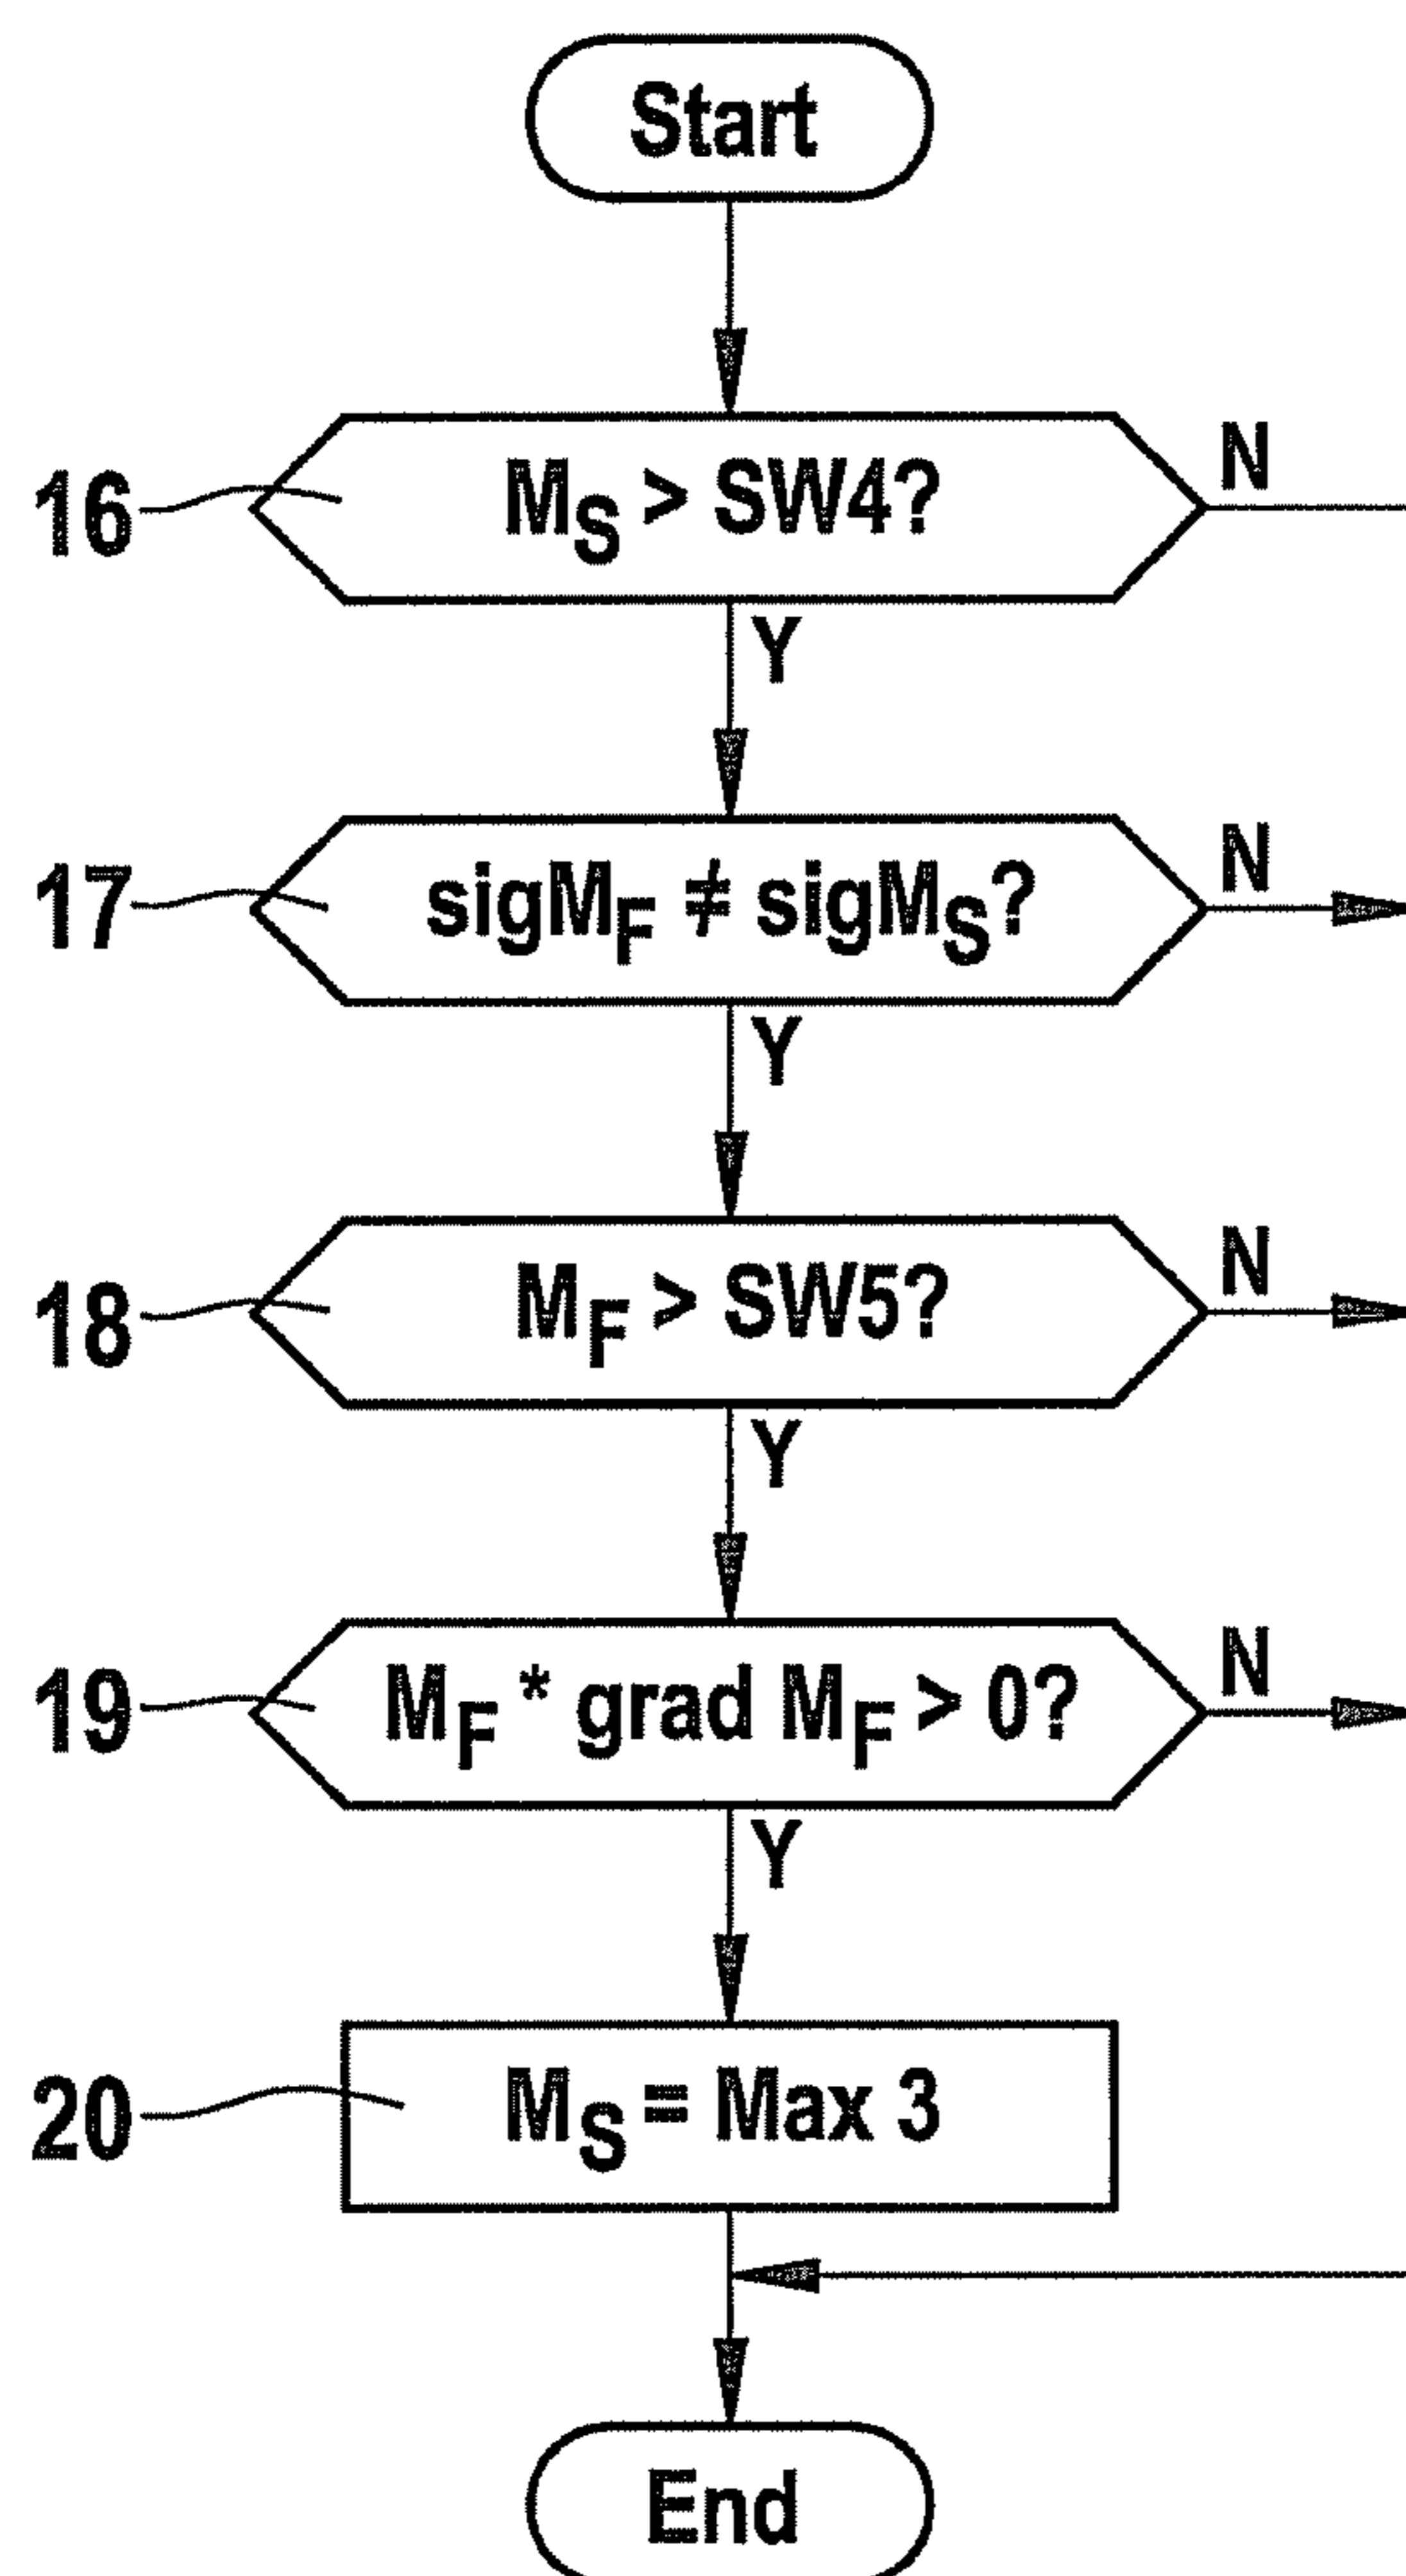 Start
16 M_S > SW4? N
Y
17 sigM_F ≠ sigM_S? N
Y
18 M_F > SW5? N
Y
19 M_F * grad M_F > 0? N
Y
20 M_S = Max 3
End